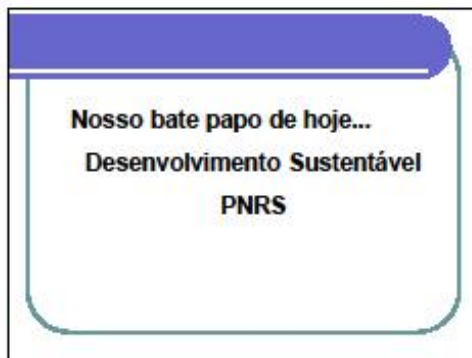 Nosso bate papo de hoje...
Desenvolvimento Sustentável
PNRS